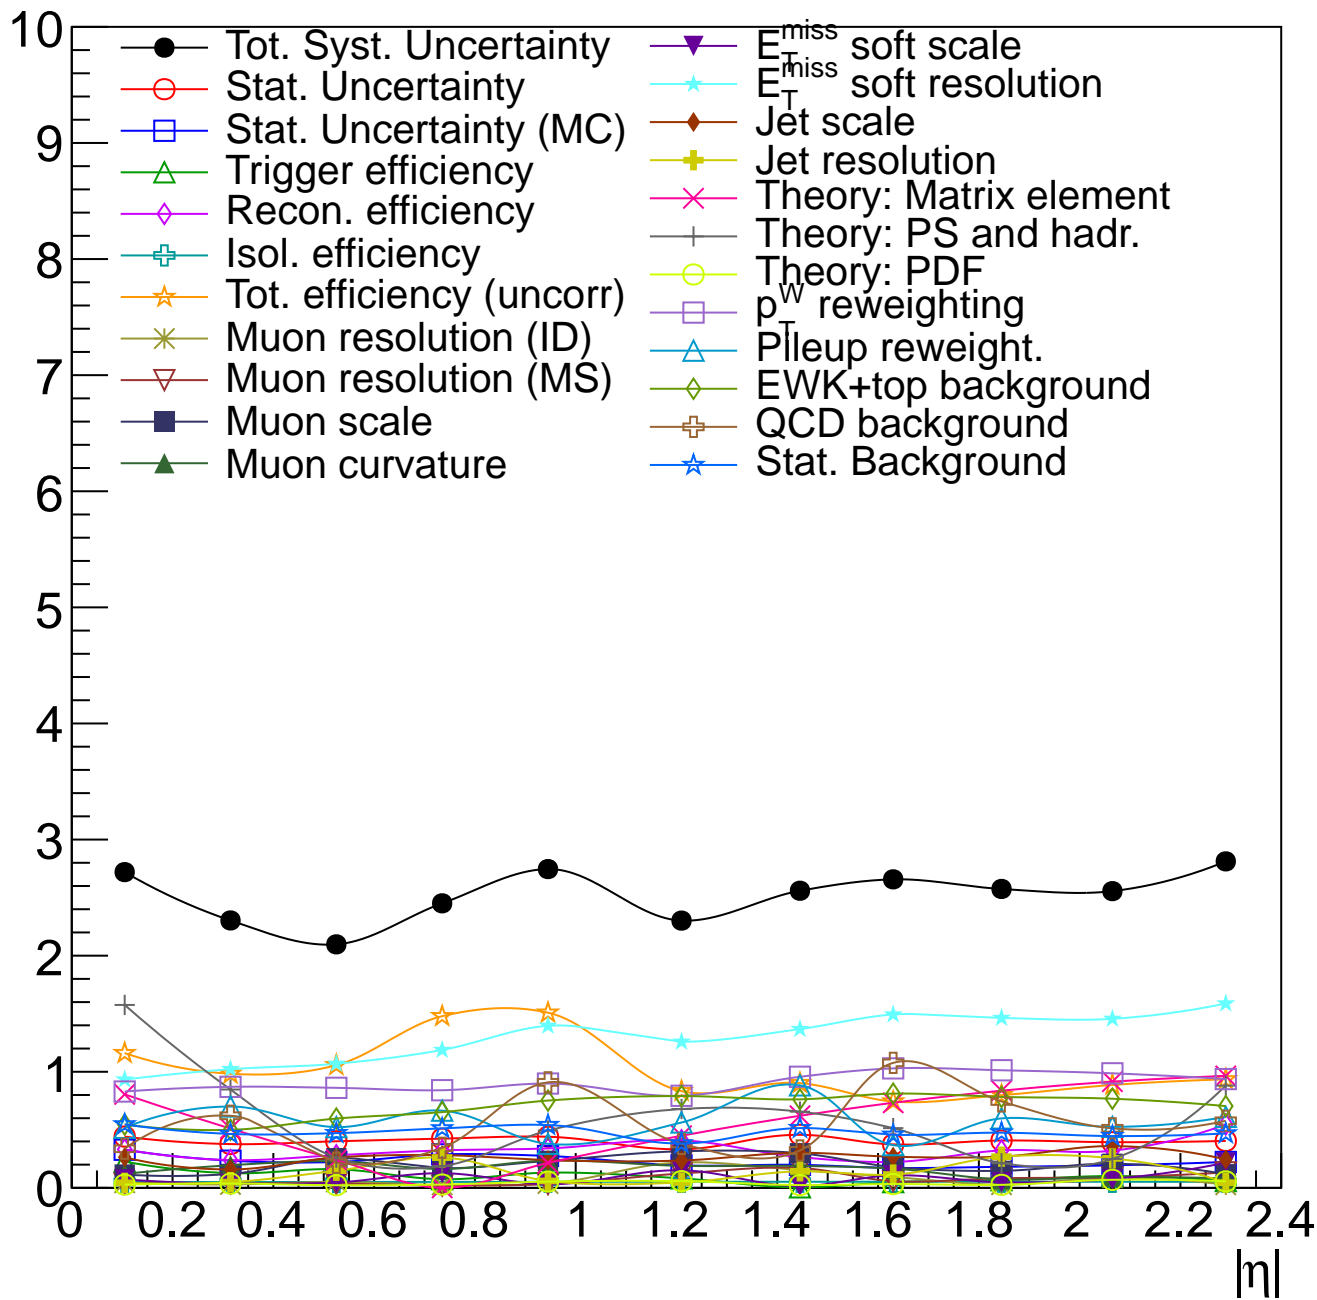 10
9
8
7
6
5
4
3
2
1
0
Tot. Syst. Uncertainty
Stat. Uncertainty
Stat. Uncertainty (MC)
Trigger efficiency
Recon. efficiency
Isol. efficiency
Tot. efficiency (uncorr)
Muon resolution (ID)
Muon resolution (MS)
Muon scale
Muon curvature
E_T^miss soft scale
E_T^miss soft resolution
Jet scale
Jet resolution
Theory: Matrix element
Theory: PS and hadr.
Theory: PDF
p_T^W reweighting
Pileup reweight.
EWK+top background
QCD background
Stat. Background
0 0.2 0.4 0.6 0.8 1 1.2 1.4 1.6 1.8 2 2.2 2.4
|η|